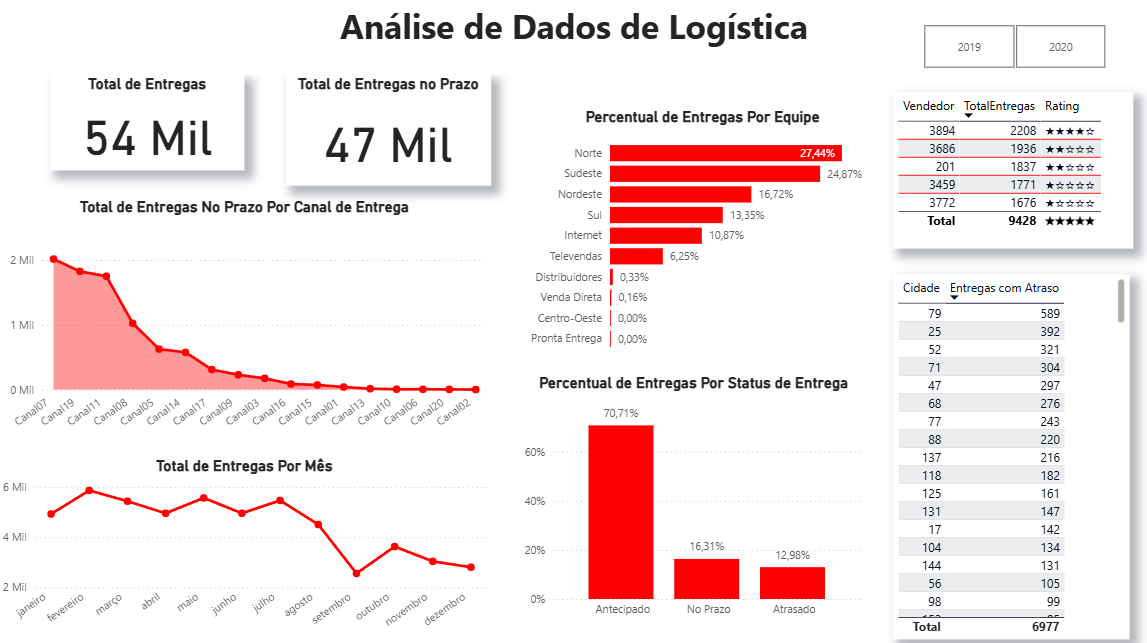 Análise de Dados de Logística
2019
2020
Total de Entregas
54 Mil
Total de Entregas no Prazo
47 Mil
Total de Entregas No Prazo Por Canal de Entrega
2 Mil
1 Mil
0 Mil
Canal07
Canal19
Canal11
Canal08
Canal05
Canal14
Canal17
Canal09
Canal03
Canal16
Canal15
Canal01
Canal13
Canal10
Canal06
Canal20
Canal02
Total de Entregas Por Mês
6 Mil
4 Mil
2 Mil
janeiro
fevereiro
março
abril
maio
junho
julho
agosto
setembro
outubro
novembro
dezembro
Percentual de Entregas Por Equipe
Norte 27,44%
Sudeste 24,87%
Nordeste 16,72%
Sul 13,35%
Internet 10,87%
Televendas 6,25%
Distribuidores 0,33%
Venda Direta 0,16%
Centro-Oeste 0,00%
Pronta Entrega 0,00%
Percentual de Entregas Por Status de Entrega
60%
40%
20%
0%
70,71%
16,31%
12,98%
Antecipado
No Prazo
Atrasado
Vendedor TotalEntregas Rating
3894 2208 ★★★★☆
3686 1936 ★★☆☆☆
201 1837 ★★☆☆☆
3459 1771 ★☆☆☆☆
3772 1676 ★☆☆☆☆
Total 9428 ★★★★★
Cidade Entregas com Atraso
79 589
25 392
52 321
71 304
47 297
68 276
77 243
88 220
137 216
118 182
125 161
131 147
17 142
104 134
144 131
56 105
98 99
Total 6977